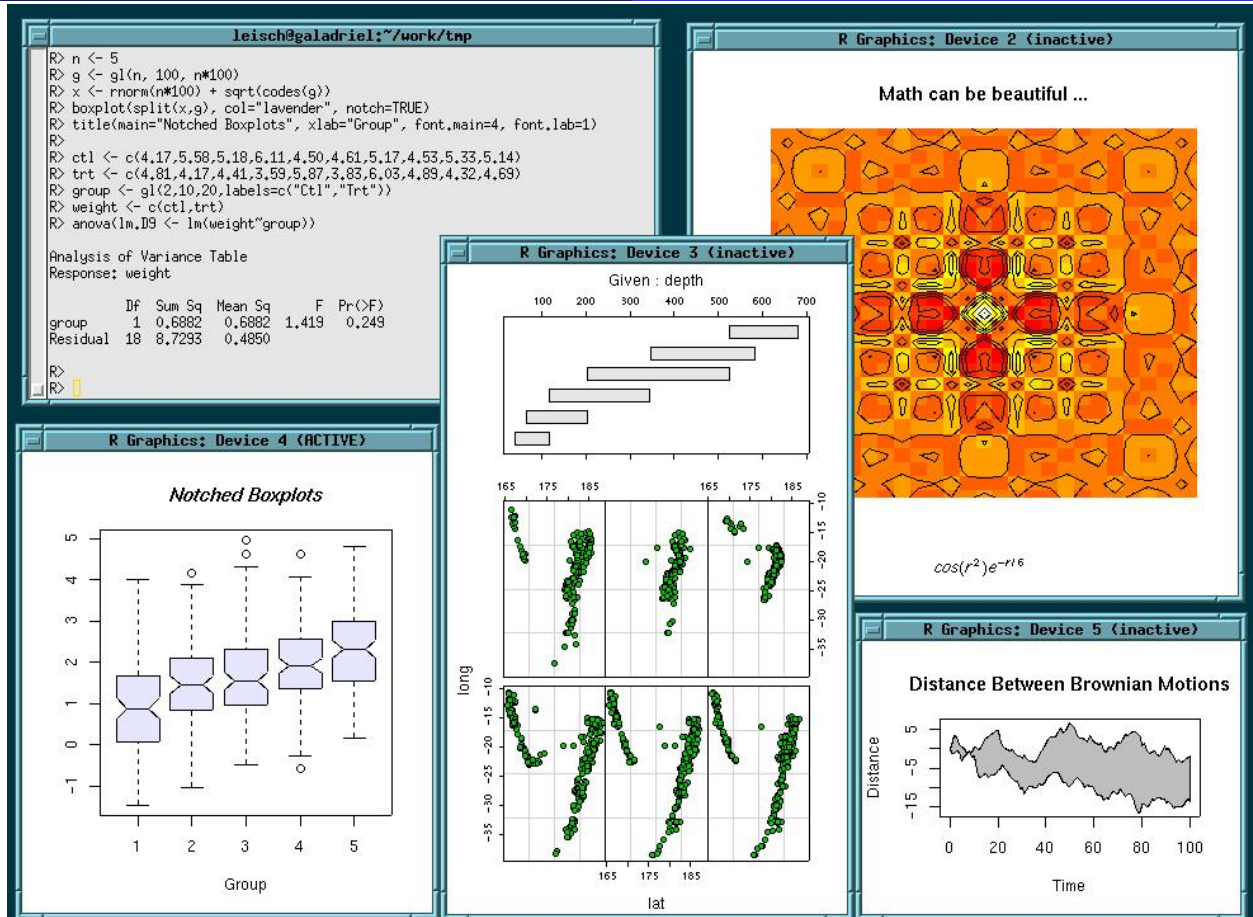 leisch@galadriel:~/work/tmp
R> n <- 5
R> g <- gl(n, 100, n*100)
R> x <- rnorm(n*100) + sqrt(codes(g))
R> boxplot(split(x,g), col="lavender", notch=TRUE)
R> title(main="Notched Boxplots", xlab="Group", font.main=4, font.lab=1)
R>
R> ctl <- c(4.17,5.58,5.18,6.11,4.50,4.61,5.17,4.53,5.33,5.14)
R> trt <- c(4.81,4.17,4.41,3.59,5.87,3.83,6.03,4.89,4.32,4.69)
R> group <- gl(2,10,20,labels=c("Ctl","Trt"))
R> weight <- c(ctl,trt)
R> anova(lm.D9 <- lm(weight~group))
Analysis of Variance Table
Response: weight
Df Sum Sq Mean Sq F Pr(>F)
group 1 0.6882 0.6882 1.419 0.249
Residual 18 8.7293 0.4850
R>
R>
R Graphics: Device 2 (inactive)
Math can be beautiful ...
cos(r²)e^{-r/6}
R Graphics: Device 3 (inactive)
Given : depth
100 200 300 400 500 600 700
165 175 185 165 175 185
-10
-15
-20
-25
-35
long
-10
-15
-20
-25
-30
-35
165 175 185
lat
R Graphics: Device 4 (ACTIVE)
Notched Boxplots
5
4
3
2
1
0
-1
1 2 3 4 5
Group
R Graphics: Device 5 (inactive)
Distance Between Brownian Motions
Distance
5
-5
-15
0 20 40 60 80 100
Time